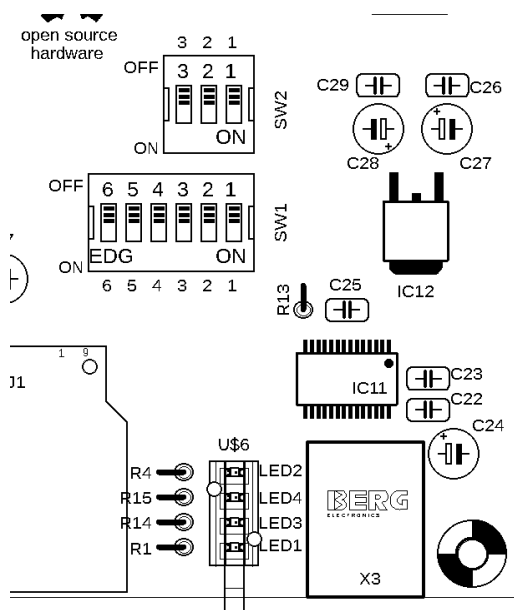 open source
hardware
3 2 1
OFF
3 2 1
ON
ON
SW2
C29
C26
C28
C27
OFF
6 5 4 3 2 1
EDG
ON
ON
6 5 4 3 2 1
SW1
IC12
R13
C25
1 9
J1
IC11
C23
C22
C24
U$6
R4
LED2
R15
LED4
R14
LED3
R1
LED1
BERG
ELECTRONICS
X3